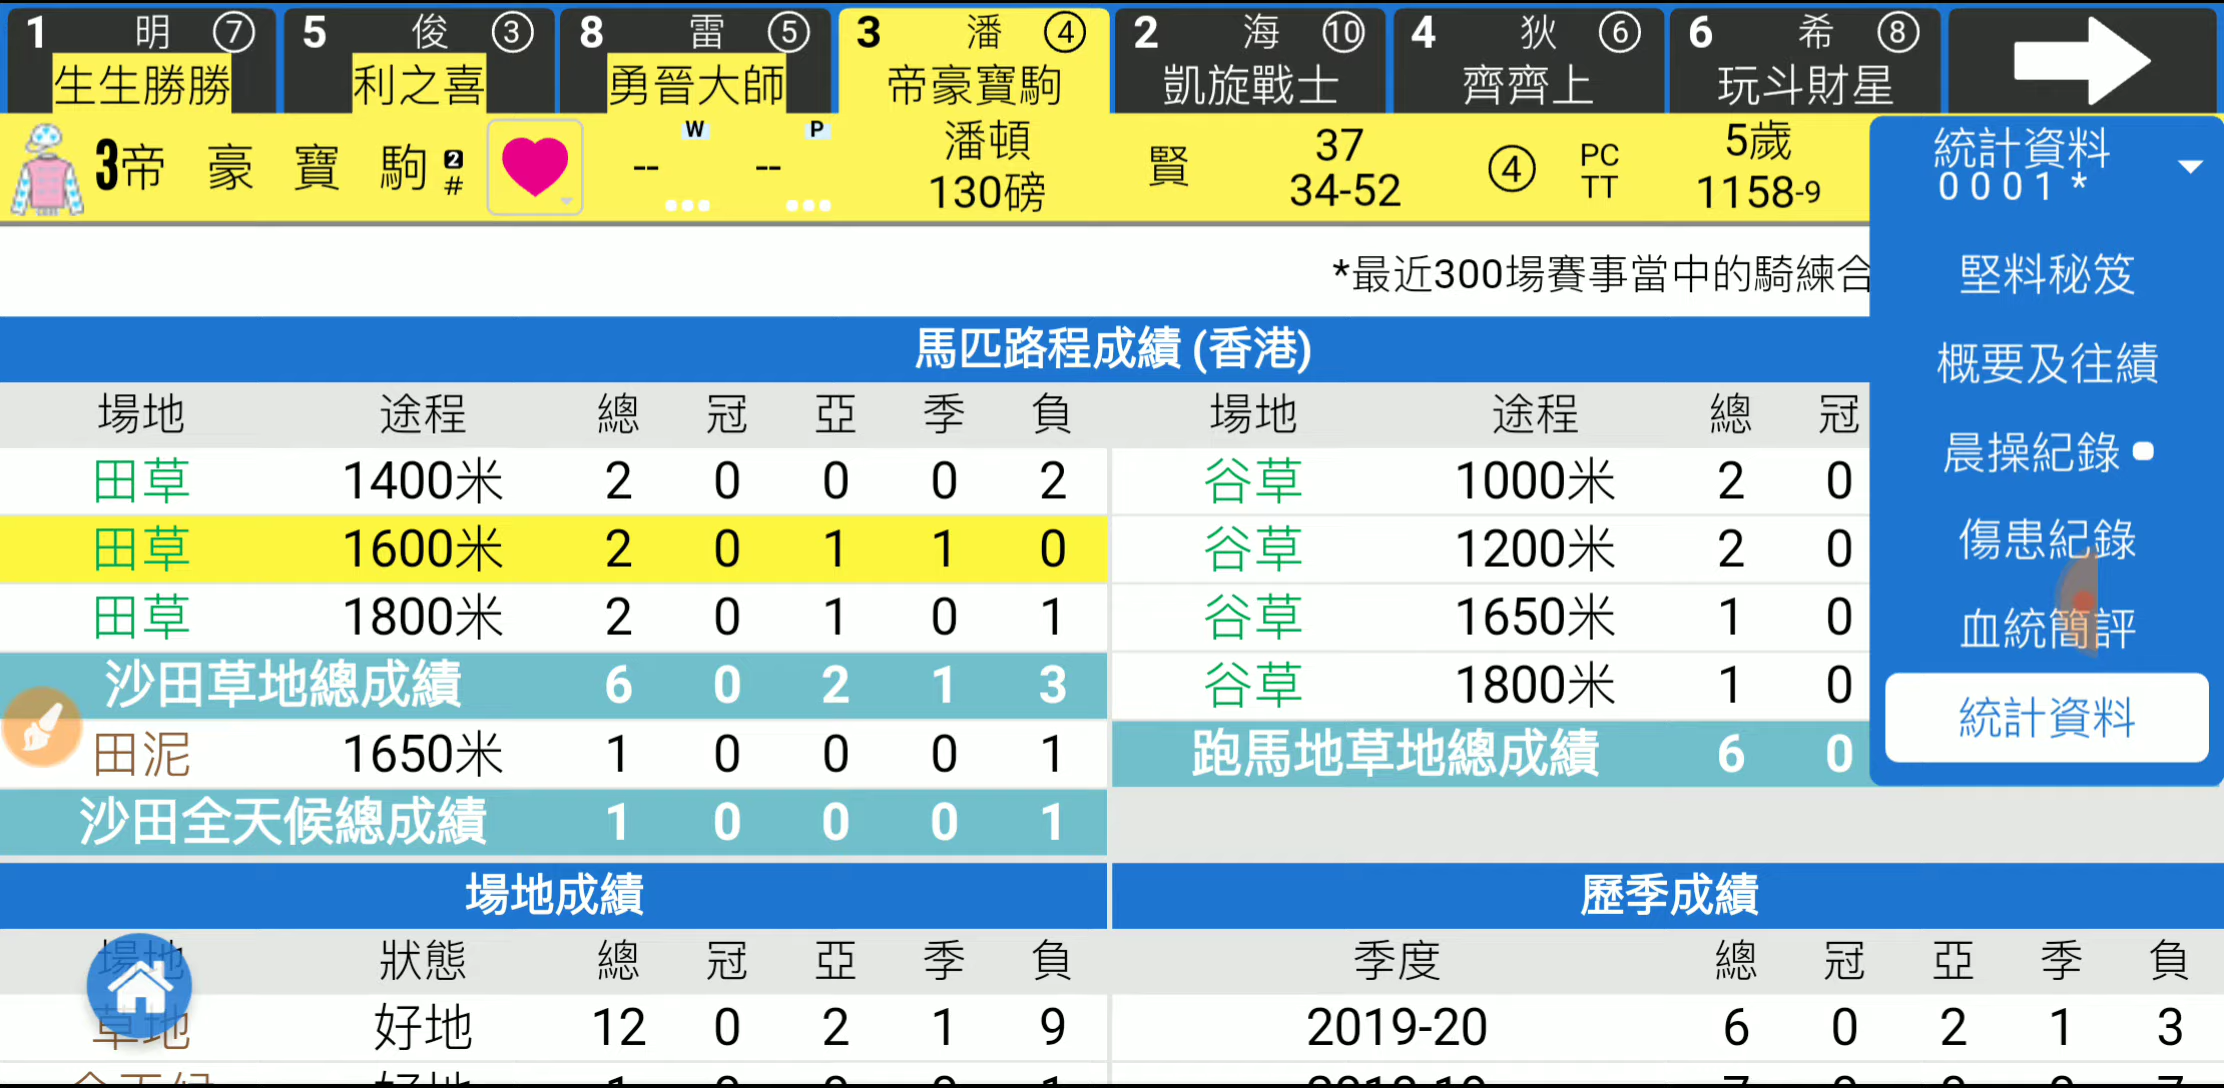 1 明 ⑦ 5 俊 ③ 8 雷 ⑤ 3 潘 ④ 2 海 ⑩ 4 狄 ⑥ 6 希 ⑧
生生勝勝 利之喜 勇晉大師 帝豪寶駒 凱旋戰士 齊齊上 玩斗財星
3 帝豪寶駒 2 # W -- P -- 潘頓 130磅 賢 37 34-52 ④ PC TT 5歲 1158-9
統計資料
0001*
堅料秘笈
概要及往績
晨操紀錄
傷患紀錄
血統簡評
統計資料
*最近300場賽事當中的騎練合
馬匹路程成績 (香港)
場地 途程 總 冠 亞 季 負 場地 途程 總 冠
田草 1400米 2 0 0 0 2 谷草 1000米 2 0
田草 1600米 2 0 1 1 0 谷草 1200米 2 0
田草 1800米 2 0 1 0 1 谷草 1650米 1 0
沙田草地總成績 6 0 2 1 3 谷草 1800米 1 0
田泥 1650米 1 0 0 0 1 跑馬地草地總成績 6 0
沙田全天候總成績 1 0 0 0 1
場地成績 歷季成績
場地 狀態 總 冠 亞 季 負 季度 總 冠 亞 季 負
草地 好地 12 0 2 1 9 2019-20 6 0 2 1 3